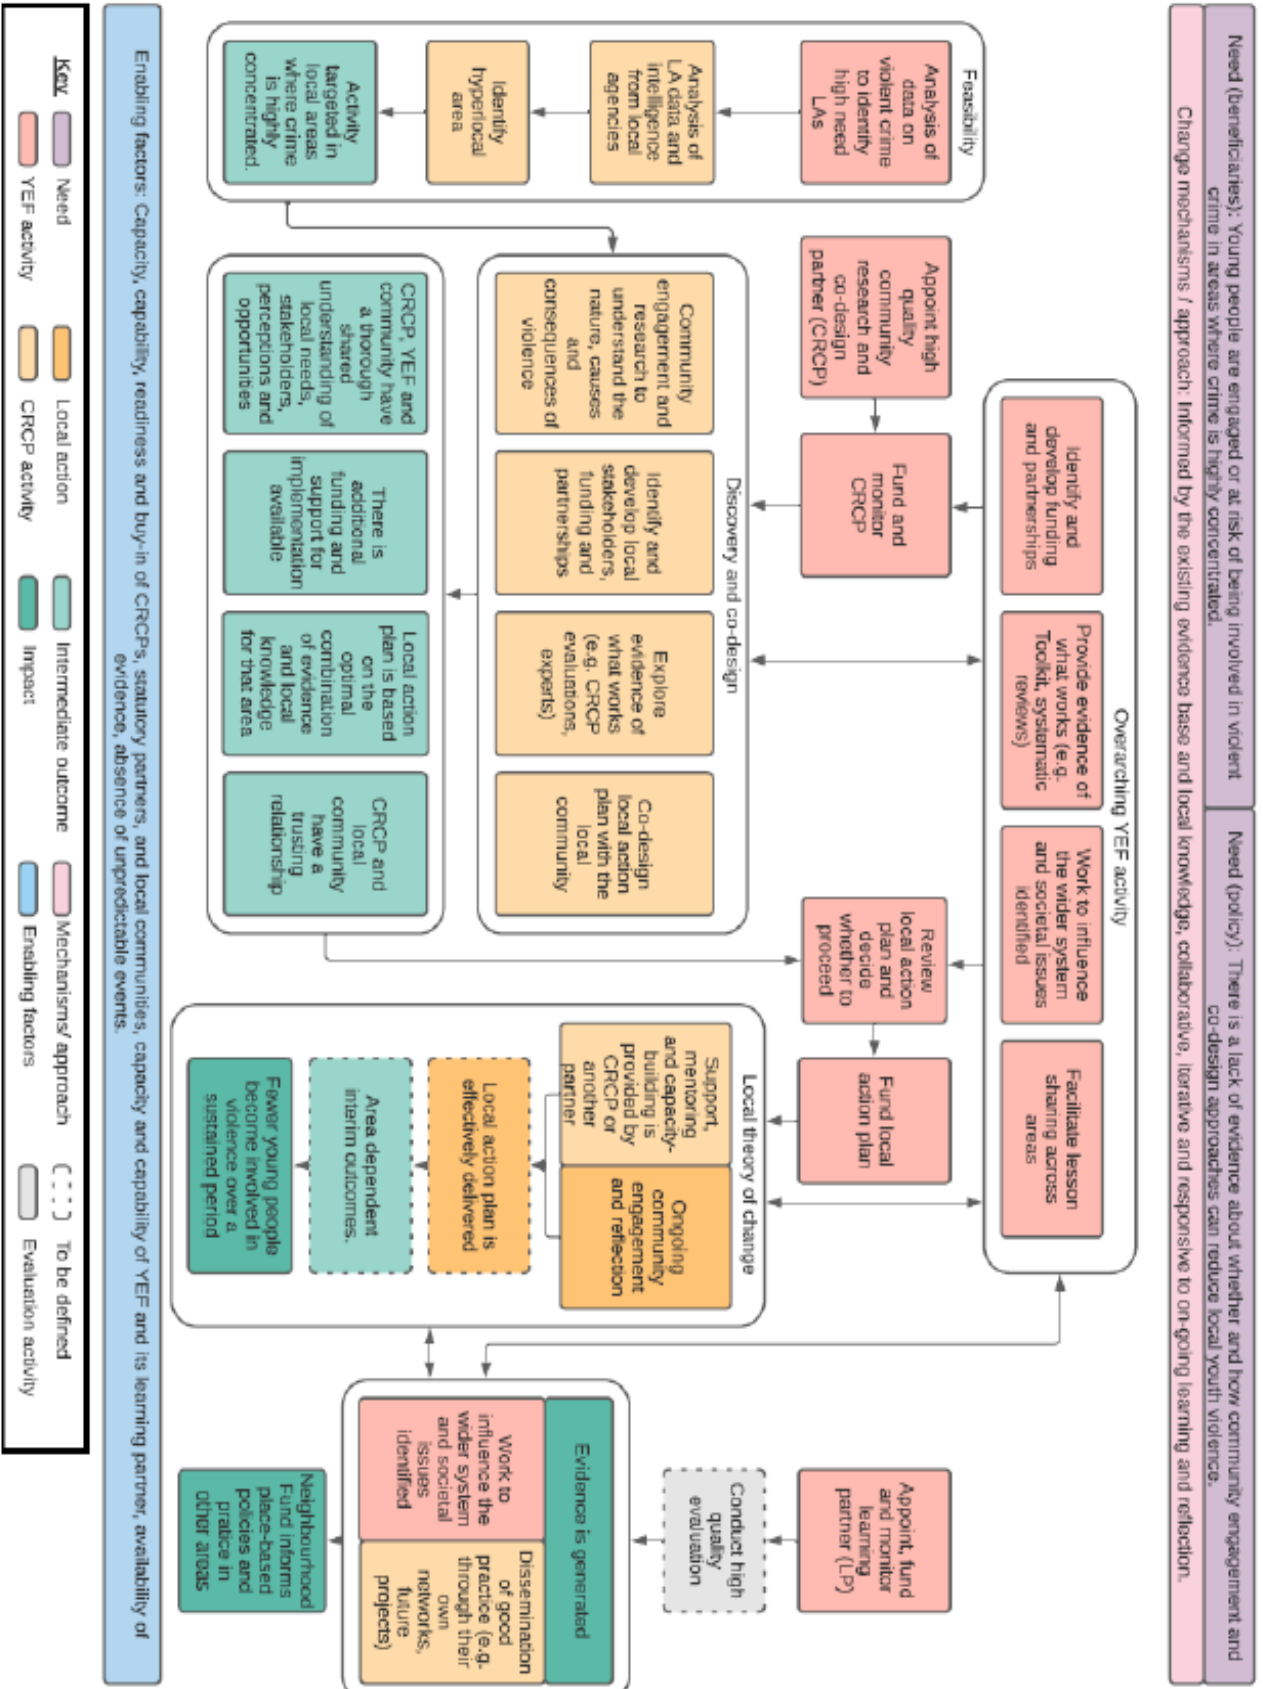 Need (beneficiaries): Young people are engaged or at risk of being involved in violent
crime in areas where crime is highly concentrated.
Need (policy): There is a lack of evidence about whether and how community engagement and
co-design approaches can reduce local youth violence.
Change mechanisms / approach: Informed by the existing evidence base and local knowledge, collaborative, iterative and responsive to on-going learning and reflection.
Overarching YEF activity
Identify and
develop funding
and partnerships
Provide evidence of
what works (e.g.
Toolkit, systematic
reviews)
Work to influence
the wider system
and societal issues
identified
Facilitate lesson
sharing across
areas
Feasibility
Analysis of
data on
violent crime
to identify
high need
LAs
Analysis of
LA data and
intelligence
from local
agencies
Identify
hyperlocal
area
Activity
targeted in
local areas
where crime
is highly
concentrated.
Appoint high
quality
community
research and
co-design
partner (CRCP)
Fund and
monitor
CRCP
Discovery and co-design
Community
engagement and
research to
understand the
nature, causes
and
consequences of
violence
Identify and
develop local
stakeholders,
funding and
partnerships
Explore
evidence of
what works
(e.g. CRCP
evaluations,
experts)
Co-design
local action
plan with the
local
community
CRCP, YEF and
community have
a thorough
shared
understanding of
local needs,
stakeholders,
perceptions and
opportunities
There is
additional
funding and
support for
implementation
available
Local action
plan is based
on the
optimal
combination
of evidence
and local
knowledge
for that area
CRCP and
local
community
have a
trusting
relationship
Review
local action
plan and
decide
whether to
proceed
Fund local
action plan
Local theory of change
Support,
mentoring
and capacity-
building is
provided by
CRCP or
another
partner
Ongoing
community
engagement
and reflection
Local action plan is
effectively delivered
Area dependent
interim outcomes.
Fewer young people
become involved in
violence over a
sustained period
Appoint, fund
and monitor
learning
partner (LP)
Conduct high
quality
evaluation
Evidence is generated
Work to
influence the
wider system
and societal
issues
identified
Dissemination
of good
practice (e.g.
through their
own
networks,
future
projects)
Neighbourhood
Fund informs
place-based
policies and
pratice in
other areas
Enabling factors: Capacity, capability, readiness and buy-in of CRCPs, statutory partners, and local communities, capacity and capability of YEF and its learning partner, availability of
evidence, absence of unpredictable events.
Key
Need
Local action
Intermediate outcome
Mechanisms/ approach
To be defined
YEF activity
CRCP activity
Impact
Enabling factors
Evaluation activity